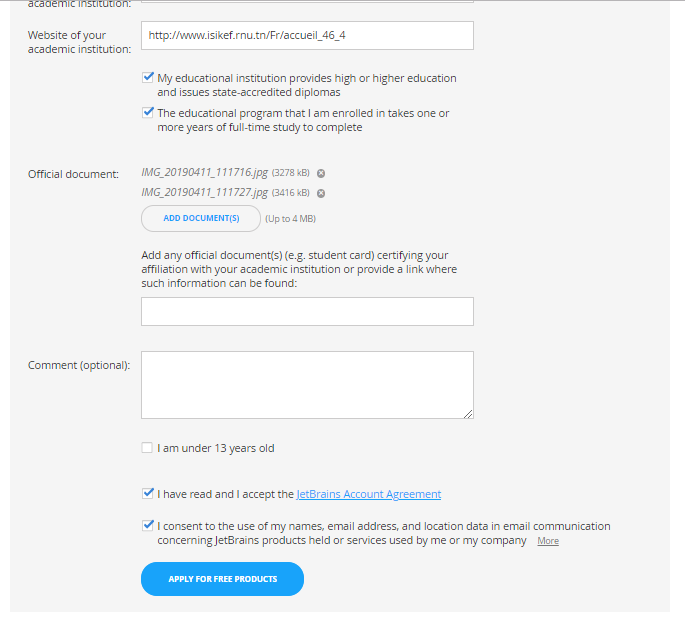 academic institution:
Website of your
academic institution:
http://www.isikef.rnu.tn/Fr/accueil_46_4
My educational institution provides high or higher education
and issues state-accredited diplomas
The educational program that I am enrolled in takes one or
more years of full-time study to complete
Official document:
IMG_20190411_111716.jpg (3278 kB)
IMG_20190411_111727.jpg (3416 kB)
ADD DOCUMENT(S) (Up to 4 MB)
Add any official document(s) (e.g. student card) certifying your
affiliation with your academic institution or provide a link where
such information can be found:
Comment (optional):
I am under 13 years old
I have read and I accept the JetBrains Account Agreement
I consent to the use of my names, email address, and location data in email communication
concerning JetBrains products held or services used by me or my company More
APPLY FOR FREE PRODUCTS